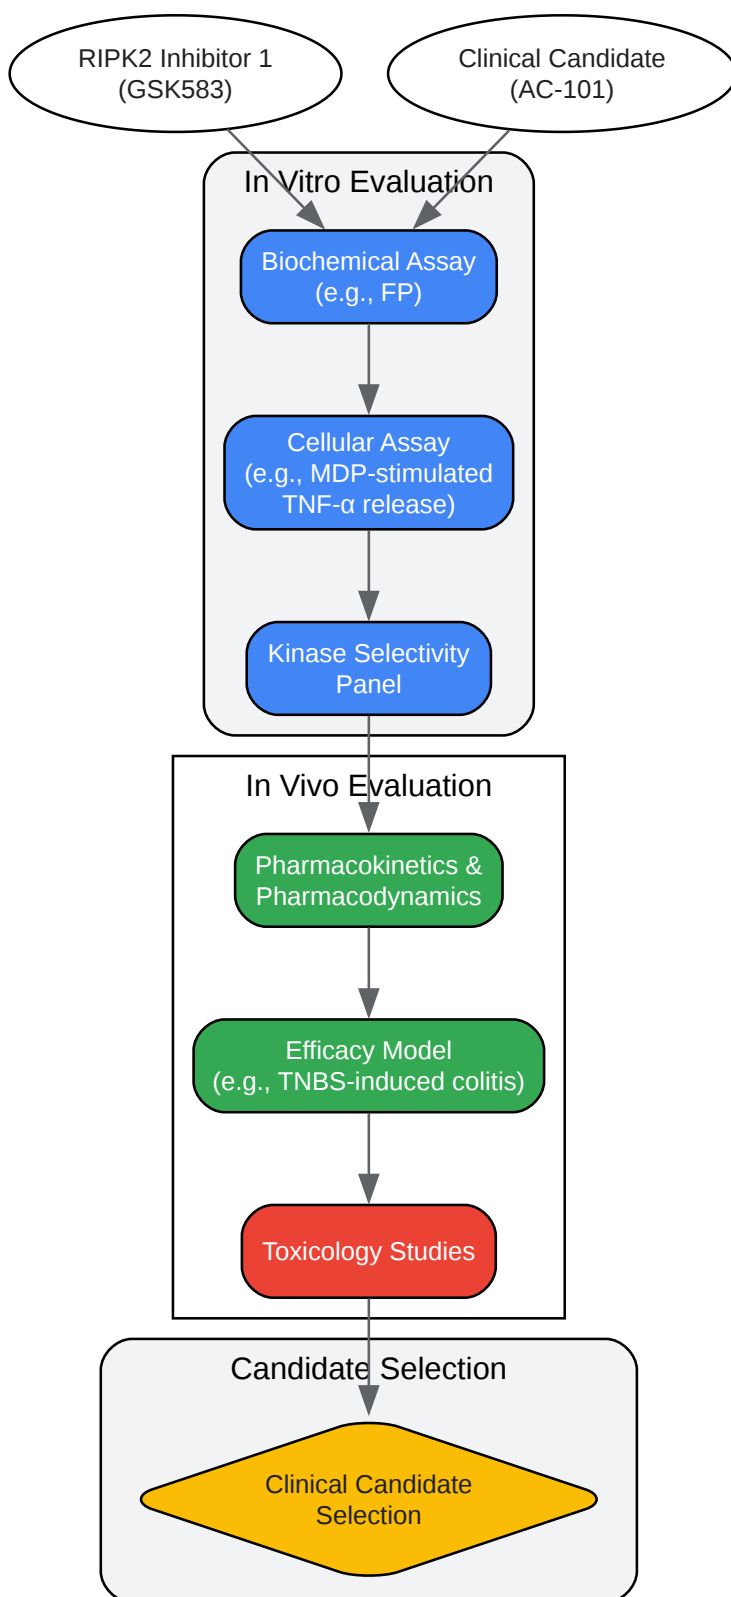 RIPK2 Inhibitor 1
(GSK583)
Clinical Candidate
(AC-101)
In Vitro Evaluation
Biochemical Assay
(e.g., FP)
Cellular Assay
(e.g., MDP-stimulated
TNF-α release)
Kinase Selectivity
Panel
In Vivo Evaluation
Pharmacokinetics &
Pharmacodynamics
Efficacy Model
(e.g., TNBS-induced colitis)
Toxicology Studies
Candidate Selection
Clinical Candidate
Selection